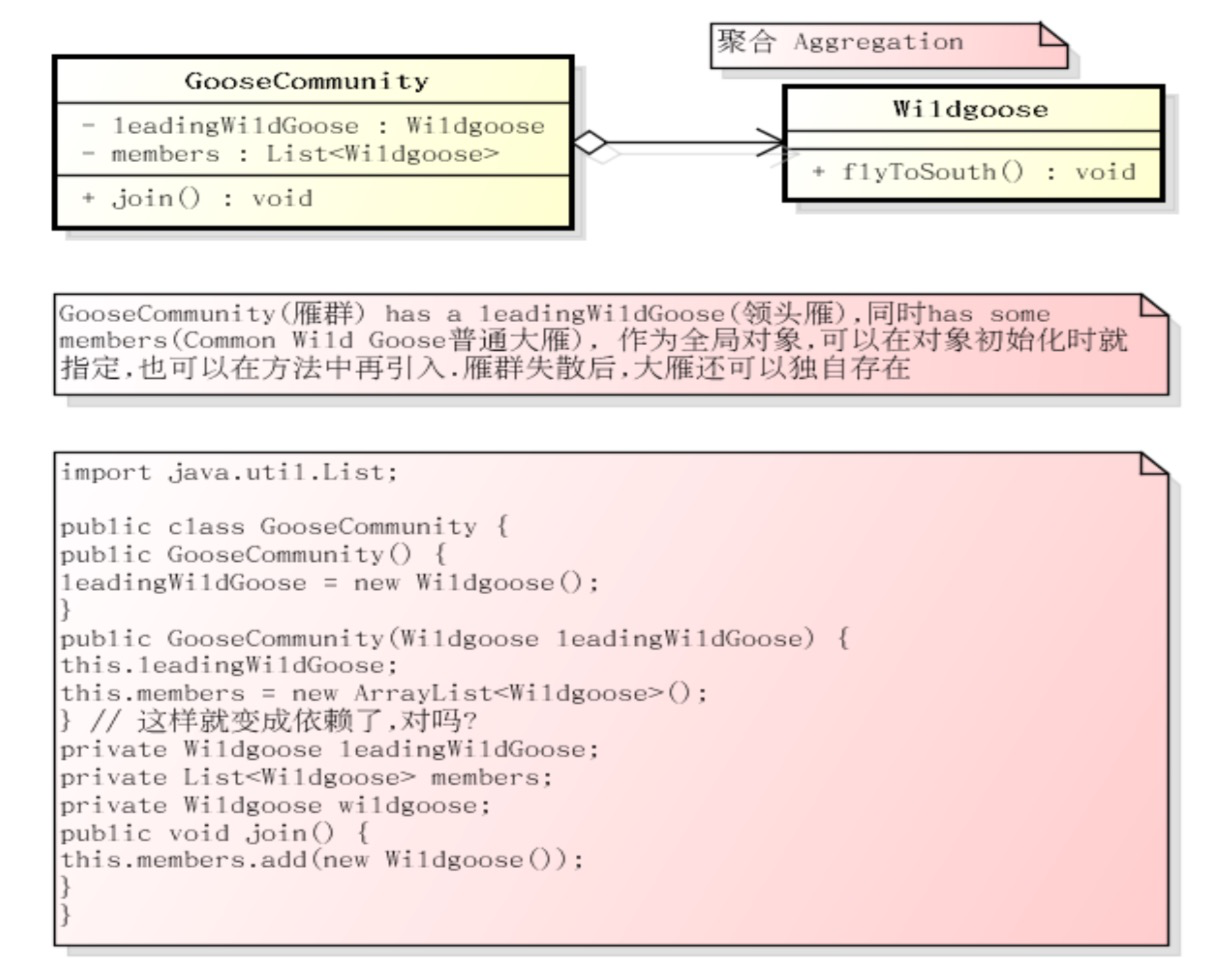 聚合 Aggregation
GooseCommunity
- leadingWildGoose : Wildgoose
- members : List<Wildgoose>
+ join() : void
Wildgoose
+ flyToSouth() : void
GooseCommunity(雁群) has a leadingWildGoose(领头雁),同时has some
members(Common Wild Goose普通大雁), 作为全局对象,可以在对象初始化时就
指定,也可以在方法中再引入.雁群失散后,大雁还可以独自存在
import java.util.List;
public class GooseCommunity {
public GooseCommunity() {
leadingWildGoose = new Wildgoose();
}
public GooseCommunity(Wildgoose leadingWildGoose) {
this.leadingWildGoose;
this.members = new ArrayList<Wildgoose>();
} // 这样就变成依赖了,对吗?
private Wildgoose leadingWildGoose;
private List<Wildgoose> members;
private Wildgoose wildgoose;
public void join() {
this.members.add(new Wildgoose());
}
}